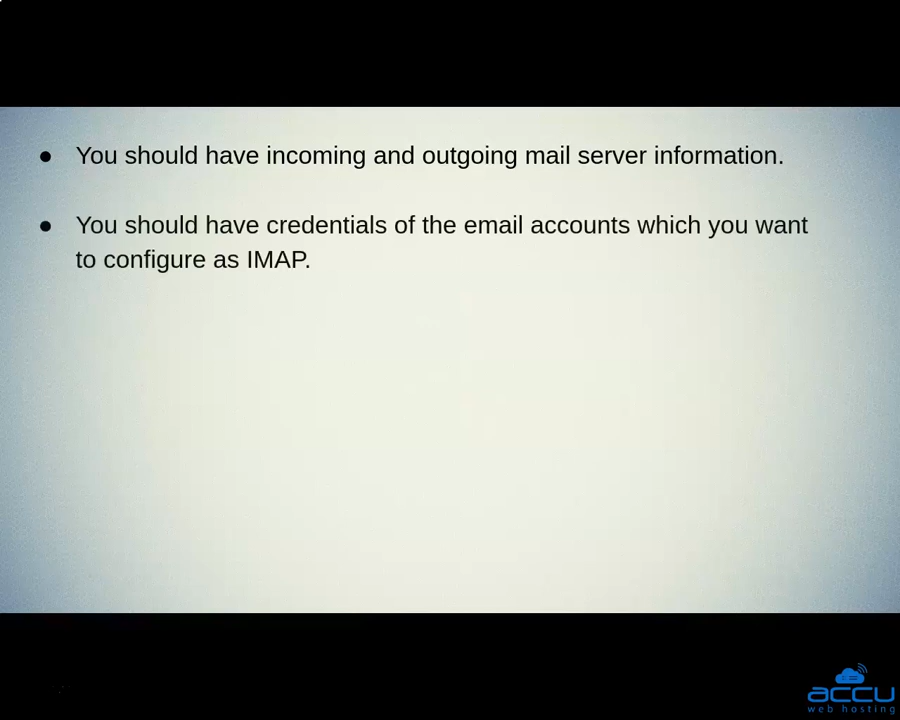 ● You should have incoming and outgoing mail server information.
● You should have credentials of the email accounts which you want
to configure as IMAP.
accu
web hosting